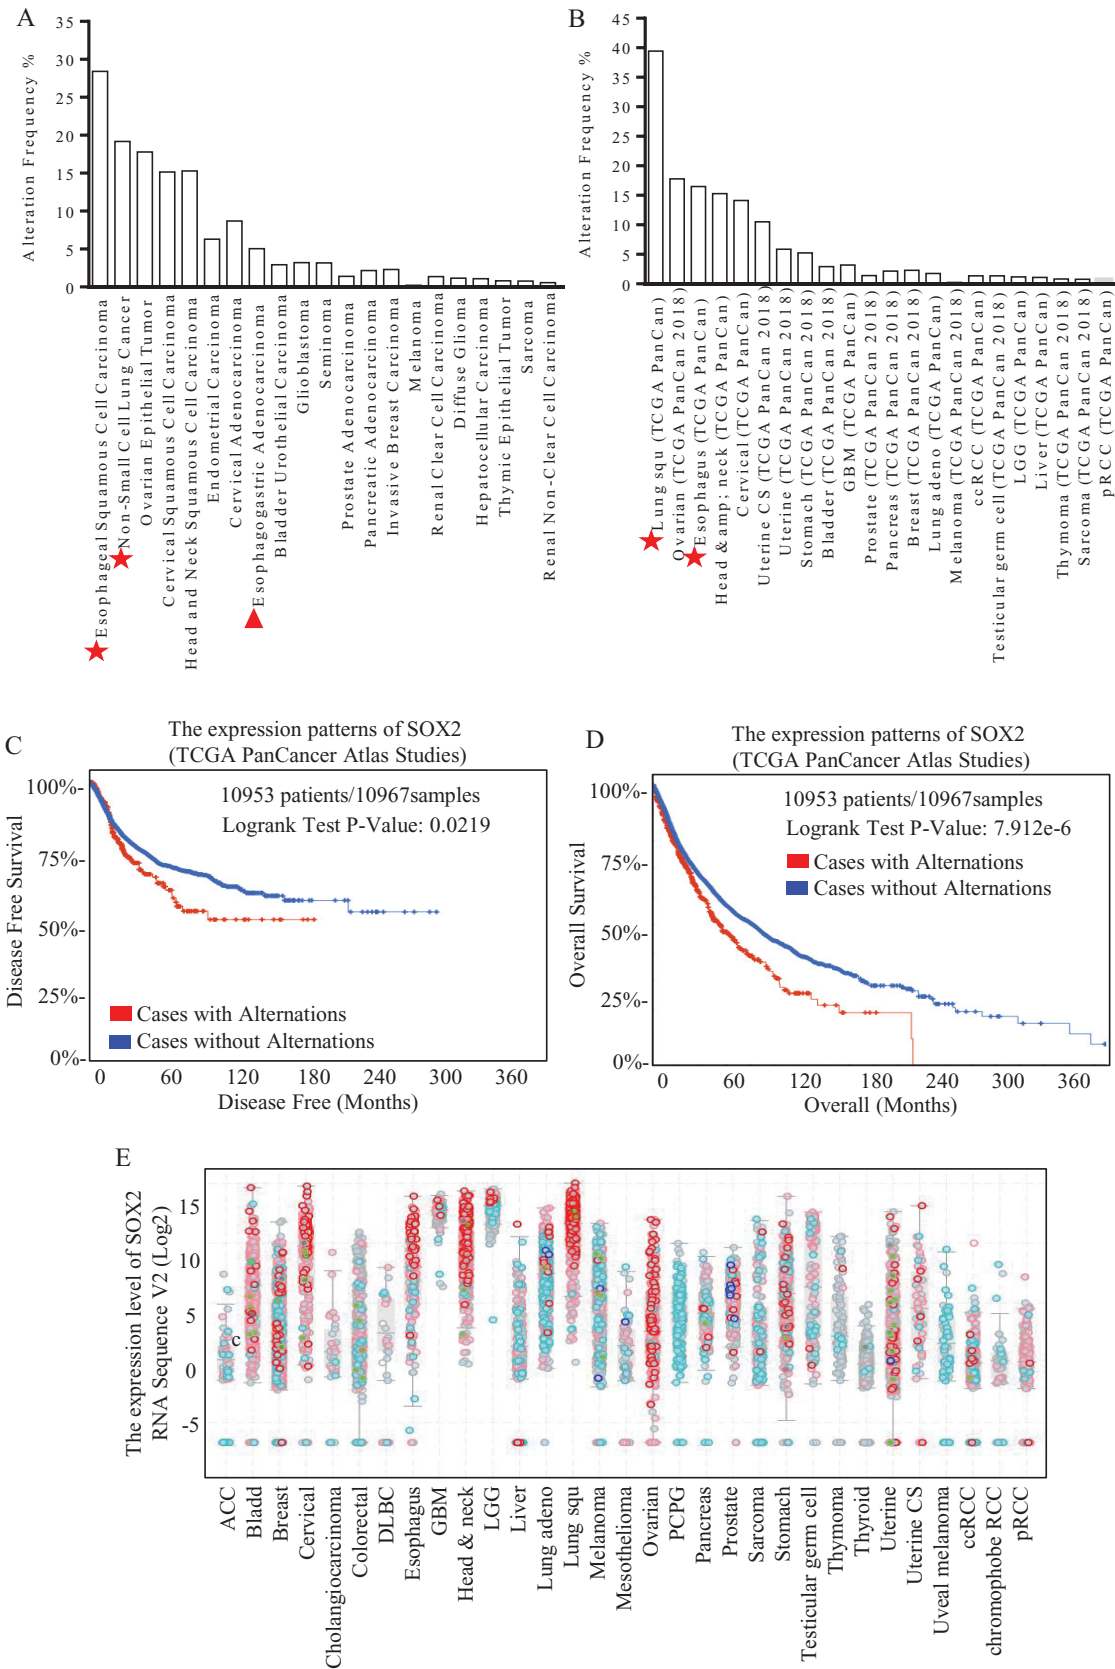 A
35
30
25
20
15
10
5
0
Alteration Frequency %
Esophageal Squamous Cell Carcinoma
Non-Small Cell Lung Cancer
Ovarian Epithelial Tumor
Cervical Squamous Cell Carcinoma
Head and Neck Squamous Cell Carcinoma
Endometrial Carcinoma
Cervical Adenocarcinoma
Esophagogastric Adenocarcinoma
Bladder Urothelial Carcinoma
Glioblastoma
Seminoma
Prostate Adenocarcinoma
Pancreatic Adenocarcinoma
Invasive Breast Carcinoma
Melanoma
Renal Clear Cell Carcinoma
Diffuse Glioma
Hepatocellular Carcinoma
Thymic Epithelial Tumor
Sarcoma
Renal Non-Clear Cell Carcinoma
B
45
40
35
30
25
20
15
10
5
0
Alteration Frequency %
Lung squ (TCGA PanCan)
Ovarian (TCGA PanCan 2018)
Esophagus (TCGA PanCan)
Head &amp; neck (TCGA PanCan)
Cervical (TCGA PanCan)
Uterine CS (TCGA PanCan 2018)
Uterine (TCGA PanCan 2018)
Stomach (TCGA PanCan 2018)
Bladder (TCGA PanCan 2018)
GBM (TCGA PanCan)
Prostate (TCGA PanCan 2018)
Pancreas (TCGA PanCan 2018)
Breast (TCGA PanCan 2018)
Lung adeno (TCGA PanCan)
Melanoma (TCGA PanCan 2018)
ccRCC (TCGA PanCan)
Testicular germ cell (TCGA PanCan 2018)
LGG (TCGA PanCan)
Liver (TCGA PanCan)
Thymoma (TCGA PanCan 2018)
Sarcoma (TCGA PanCan 2018)
pRCC (TCGA PanCan)
C
The expression patterns of SOX2
(TCGA PanCancer Atlas Studies)
10953 patients/10967samples
Logrank Test P-Value: 0.0219
100%-
75%-
50%-
25%-
0%-
Disease Free Survival
Cases with Alternations
Cases without Alternations
0 60 120 180 240 300 360
Disease Free (Months)
D
The expression patterns of SOX2
(TCGA PanCancer Atlas Studies)
10953 patients/10967samples
Logrank Test P-Value: 7.912e-6
Cases with Alternations
Cases without Alternations
100%-
75%-
50%-
25%-
0%-
Overall Survival
0 60 120 180 240 300 360
Overall (Months)
E
The expression level of SOX2
RNA Sequence V2 (Log2)
15
10
5
0
-5
c
ACC
Bladd
Breast
Cervical
Cholangiocarcinoma
Colorectal
DLBC
Esophagus
GBM
Head & neck
LGG
Liver
Lung adeno
Lung squ
Melanoma
Mesothelioma
Ovarian
PCPG
Pancreas
Prostate
Sarcoma
Stomach
Testicular germ cell
Thymoma
Thyroid
Uterine
Uterine CS
Uveal melanoma
ccRCC
chromophobe RCC
pRCC